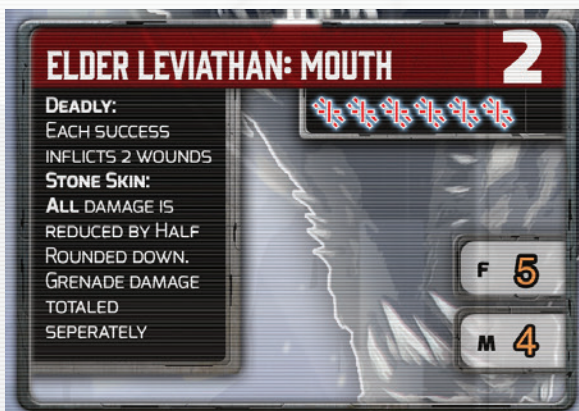 ELDER LEVIATHAN: MOUTH 2
DEADLY:
EACH SUCCESS
INFLICTS 2 WOUNDS
STONE SKIN:
ALL DAMAGE IS
REDUCED BY HALF
ROUNDED DOWN.
GRENADE DAMAGE
TOTALED
SEPERATELY
F 5
M 4